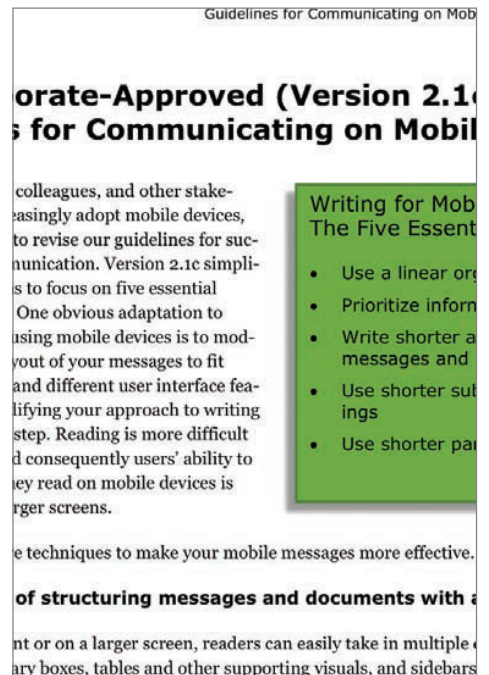 Guidelines for Communicating on Mob
orate-Approved (Version 2.1c
s for Communicating on Mobil
colleagues, and other stake-
easingly adopt mobile devices,
to revise our guidelines for suc-
munication. Version 2.1c simpli-
s to focus on five essential
One obvious adaptation to
using mobile devices is to mod-
yout of your messages to fit
and different user interface fea-
lifying your approach to writing
step. Reading is more difficult
d consequently users' ability to
ey read on mobile devices is
rger screens.
Writing for Mob
The Five Essent
• Use a linear org
• Prioritize inforn
• Write shorter a
messages and
• Use shorter sub
ings
• Use shorter par
e techniques to make your mobile messages more effective.
of structuring messages and documents with a
nt or on a larger screen, readers can easily take in multiple
ary boxes, tables and other supporting visuals, and sidebars